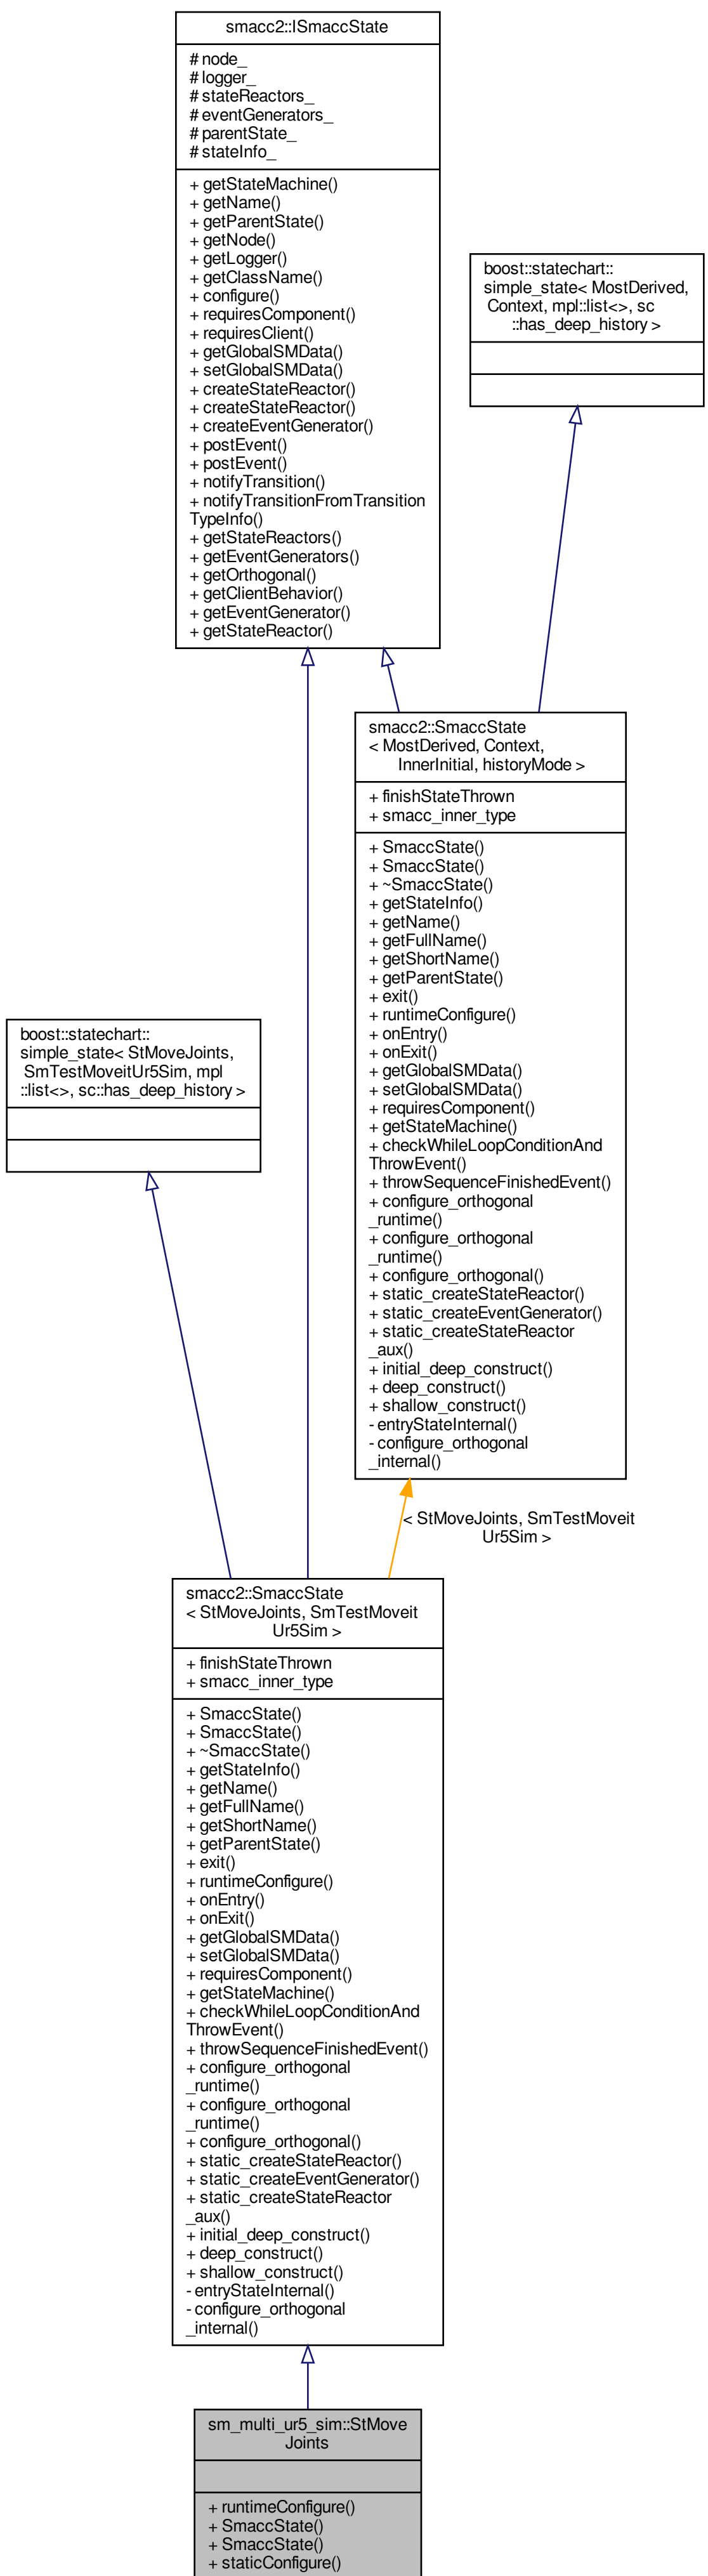 smacc2::ISmaccState
# node_
# logger_
# stateReactors_
# eventGenerators_
# parentState_
# stateInfo_
+ getStateMachine()
+ getName()
+ getParentState()
+ getNode()
+ getLogger()
+ getClassName()
+ configure()
+ requiresComponent()
+ requiresClient()
+ getGlobalSMData()
+ setGlobalSMData()
+ createStateReactor()
+ createStateReactor()
+ createEventGenerator()
+ postEvent()
+ postEvent()
+ notifyTransition()
+ notifyTransitionFromTransition
TypeInfo()
+ getStateReactors()
+ getEventGenerators()
+ getOrthogonal()
+ getClientBehavior()
+ getEventGenerator()
+ getStateReactor()
boost::statechart::
simple_state< MostDerived,
Context, mpl::list<>, sc
::has_deep_history >
smacc2::SmaccState
< MostDerived, Context,
InnerInitial, historyMode >
+ finishStateThrown
+ smacc_inner_type
+ SmaccState()
+ SmaccState()
+ ~SmaccState()
+ getStateInfo()
+ getName()
+ getFullName()
+ getShortName()
+ getParentState()
+ exit()
+ runtimeConfigure()
+ onEntry()
+ onExit()
+ getGlobalSMData()
+ setGlobalSMData()
+ requiresComponent()
+ getStateMachine()
+ checkWhileLoopConditionAnd
ThrowEvent()
+ throwSequenceFinishedEvent()
+ configure_orthogonal
_runtime()
+ configure_orthogonal
_runtime()
+ configure_orthogonal()
+ static_createStateReactor()
+ static_createEventGenerator()
+ static_createStateReactor
_aux()
+ initial_deep_construct()
+ deep_construct()
+ shallow_construct()
- entryStateInternal()
- configure_orthogonal
_internal()
boost::statechart::
simple_state< StMoveJoints,
SmTestMoveitUr5Sim, mpl
::list<>, sc::has_deep_history >
< StMoveJoints, SmTestMoveit
Ur5Sim >
smacc2::SmaccState
< StMoveJoints, SmTestMoveit
Ur5Sim >
+ finishStateThrown
+ smacc_inner_type
+ SmaccState()
+ SmaccState()
+ ~SmaccState()
+ getStateInfo()
+ getName()
+ getFullName()
+ getShortName()
+ getParentState()
+ exit()
+ runtimeConfigure()
+ onEntry()
+ onExit()
+ getGlobalSMData()
+ setGlobalSMData()
+ requiresComponent()
+ getStateMachine()
+ checkWhileLoopConditionAnd
ThrowEvent()
+ throwSequenceFinishedEvent()
+ configure_orthogonal
_runtime()
+ configure_orthogonal
_runtime()
+ configure_orthogonal()
+ static_createStateReactor()
+ static_createEventGenerator()
+ static_createStateReactor
_aux()
+ initial_deep_construct()
+ deep_construct()
+ shallow_construct()
- entryStateInternal()
- configure_orthogonal
_internal()
sm_multi_ur5_sim::StMove
Joints
+ runtimeConfigure()
+ SmaccState()
+ SmaccState()
+ staticConfigure()